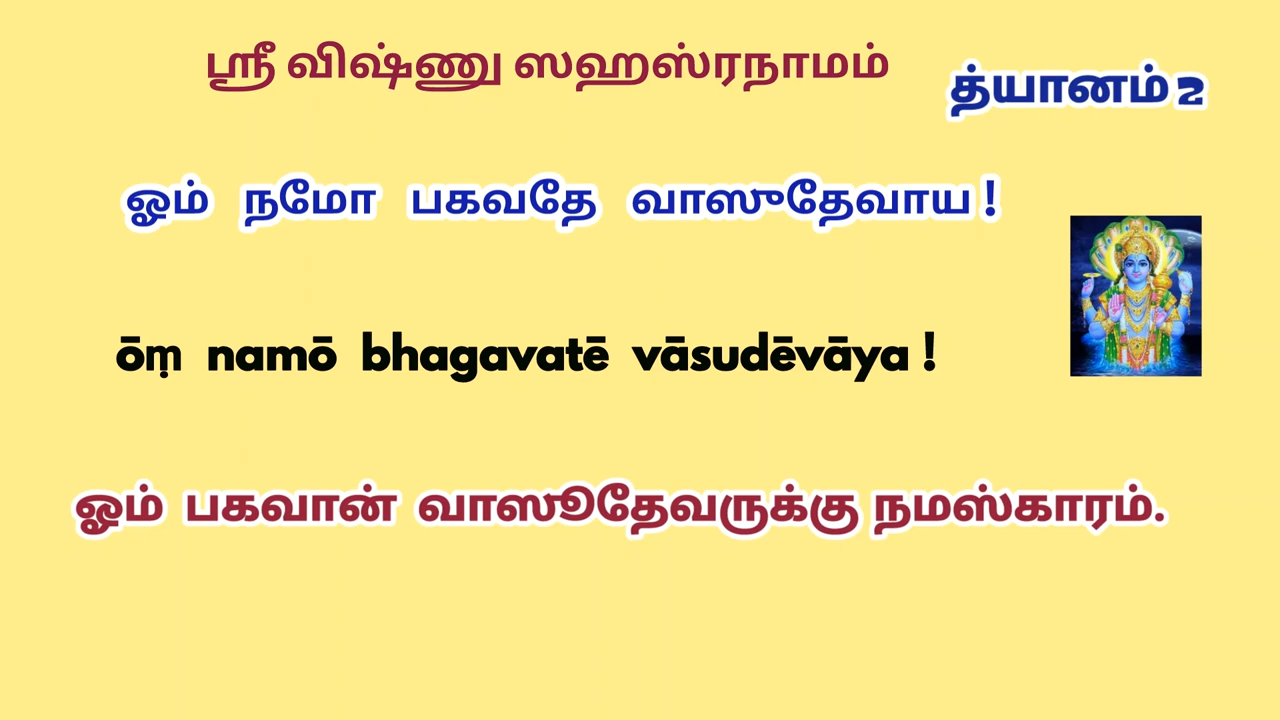 ஸ்ரீ விஷ்ணு ஸஹஸ்ரநாமம்
த்யானம் 2
ஓம் நமோ பகவதே வாஸுதேவாய !
ōṃ namō bhagavatē vāsudēvāya !
ஓம் பகவான் வாஸூதேவருக்கு நமஸ்காரம்.